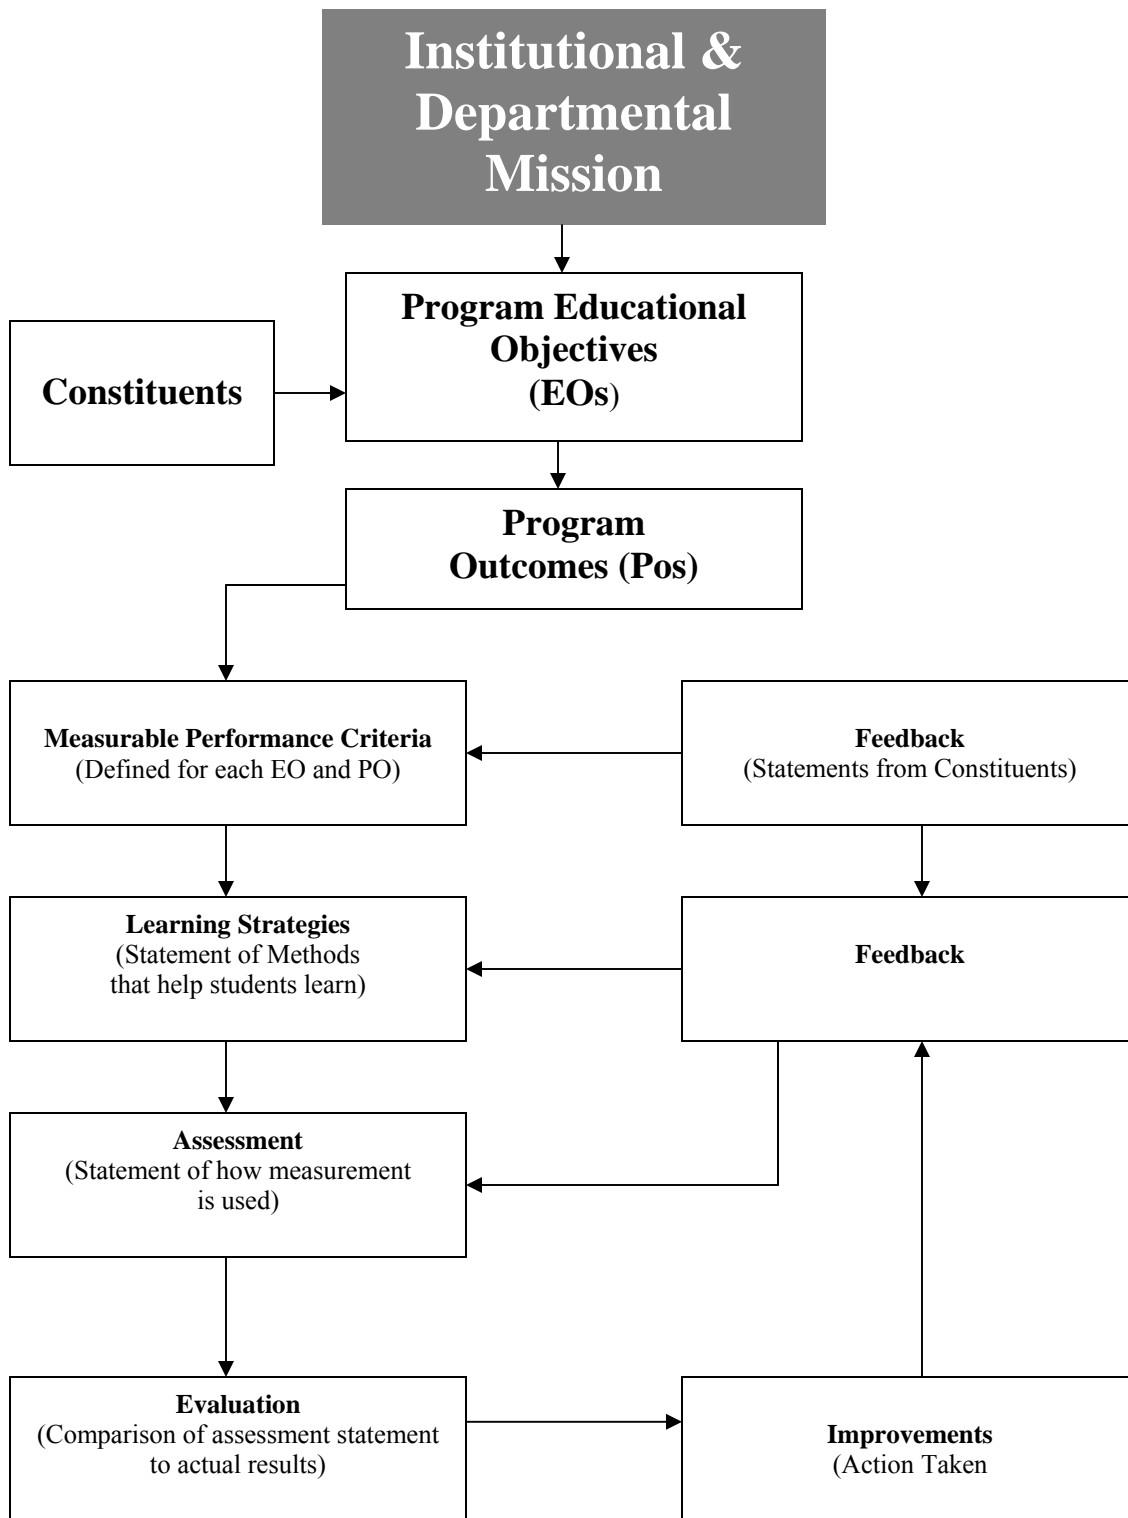 Institutional &
Departmental
Mission
Program Educational
Objectives
(EOs)
Constituents
Program
Outcomes (Pos)
Measurable Performance Criteria
(Defined for each EO and PO)
Feedback
(Statements from Constituents)
Learning Strategies
(Statement of Methods
that help students learn)
Feedback
Assessment
(Statement of how measurement
is used)
Evaluation
(Comparison of assessment statement
to actual results)
Improvements
(Action Taken